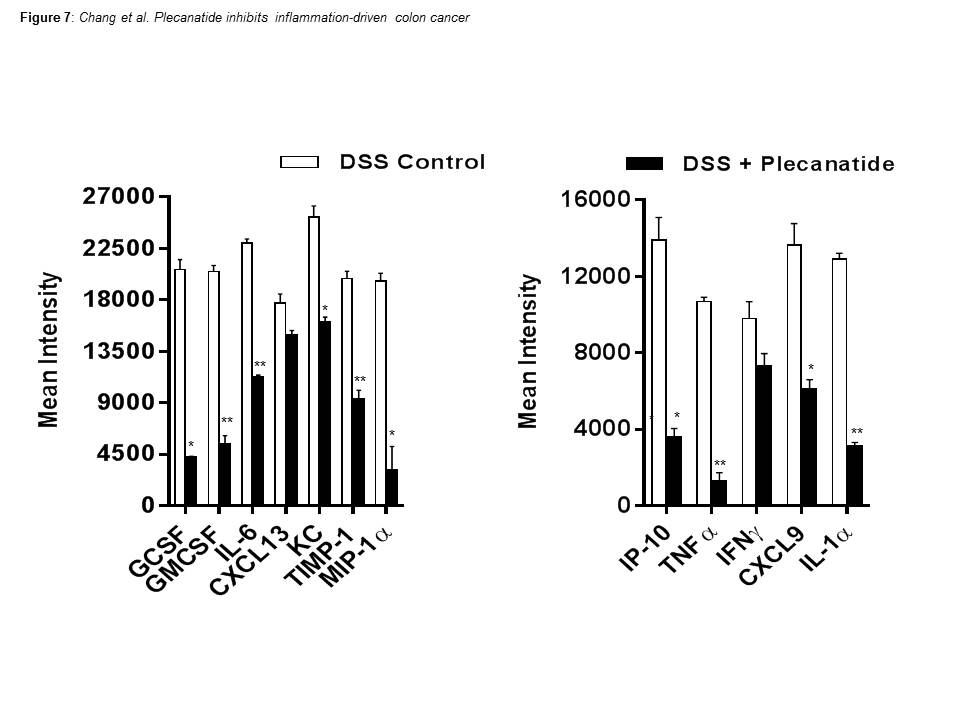 Figure 7: Chang et al. Plecanatide inhibits inflammation-driven colon cancer
DSS Control
DSS + Plecanatide
27000
22500
18000
13500
9000
4500
0
Mean Intensity
*
**
**
*
**
*
GCSF
GMCSF
IL-6
CXCL13
KC
TIMP-1
MIP-1α
16000
12000
8000
4000
0
Mean Intensity
*
*
**
*
**
IP-10
TNF α
IFNγ
CXCL9
IL-1α